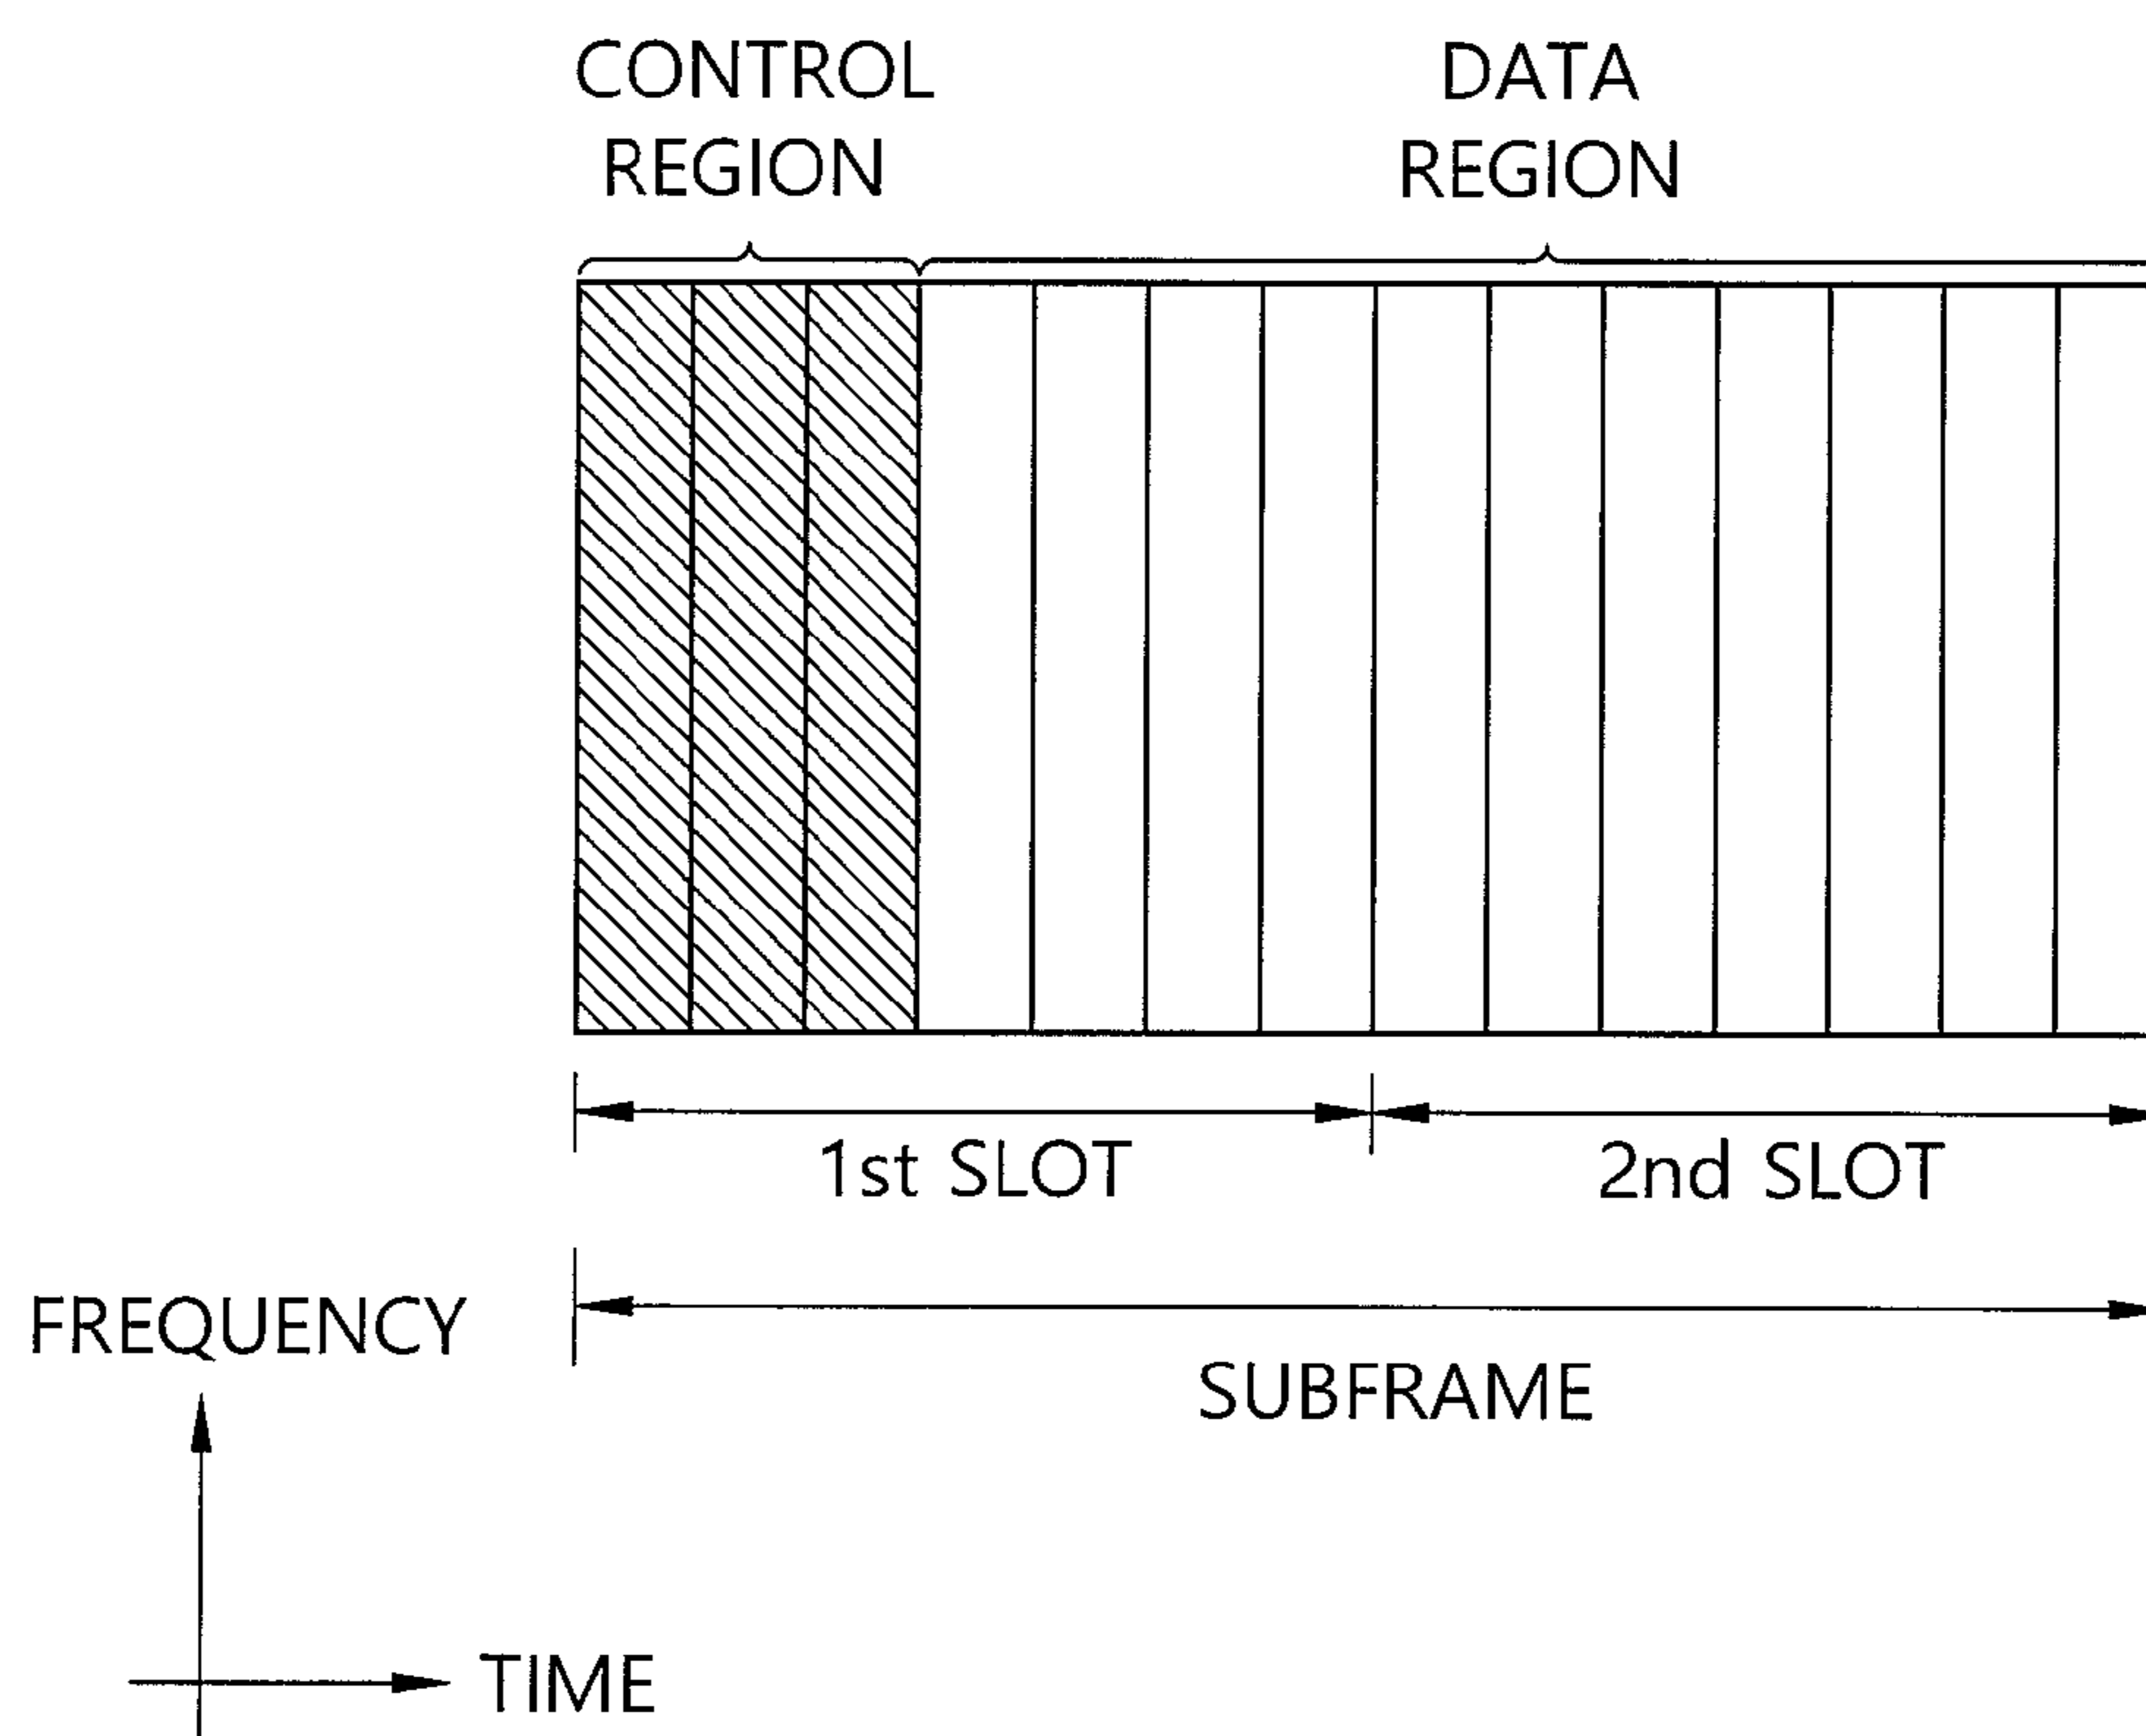 CONTROL
REGION
DATA
REGION
1st SLOT
2nd SLOT
SUBFRAME
FREQUENCY
TIME